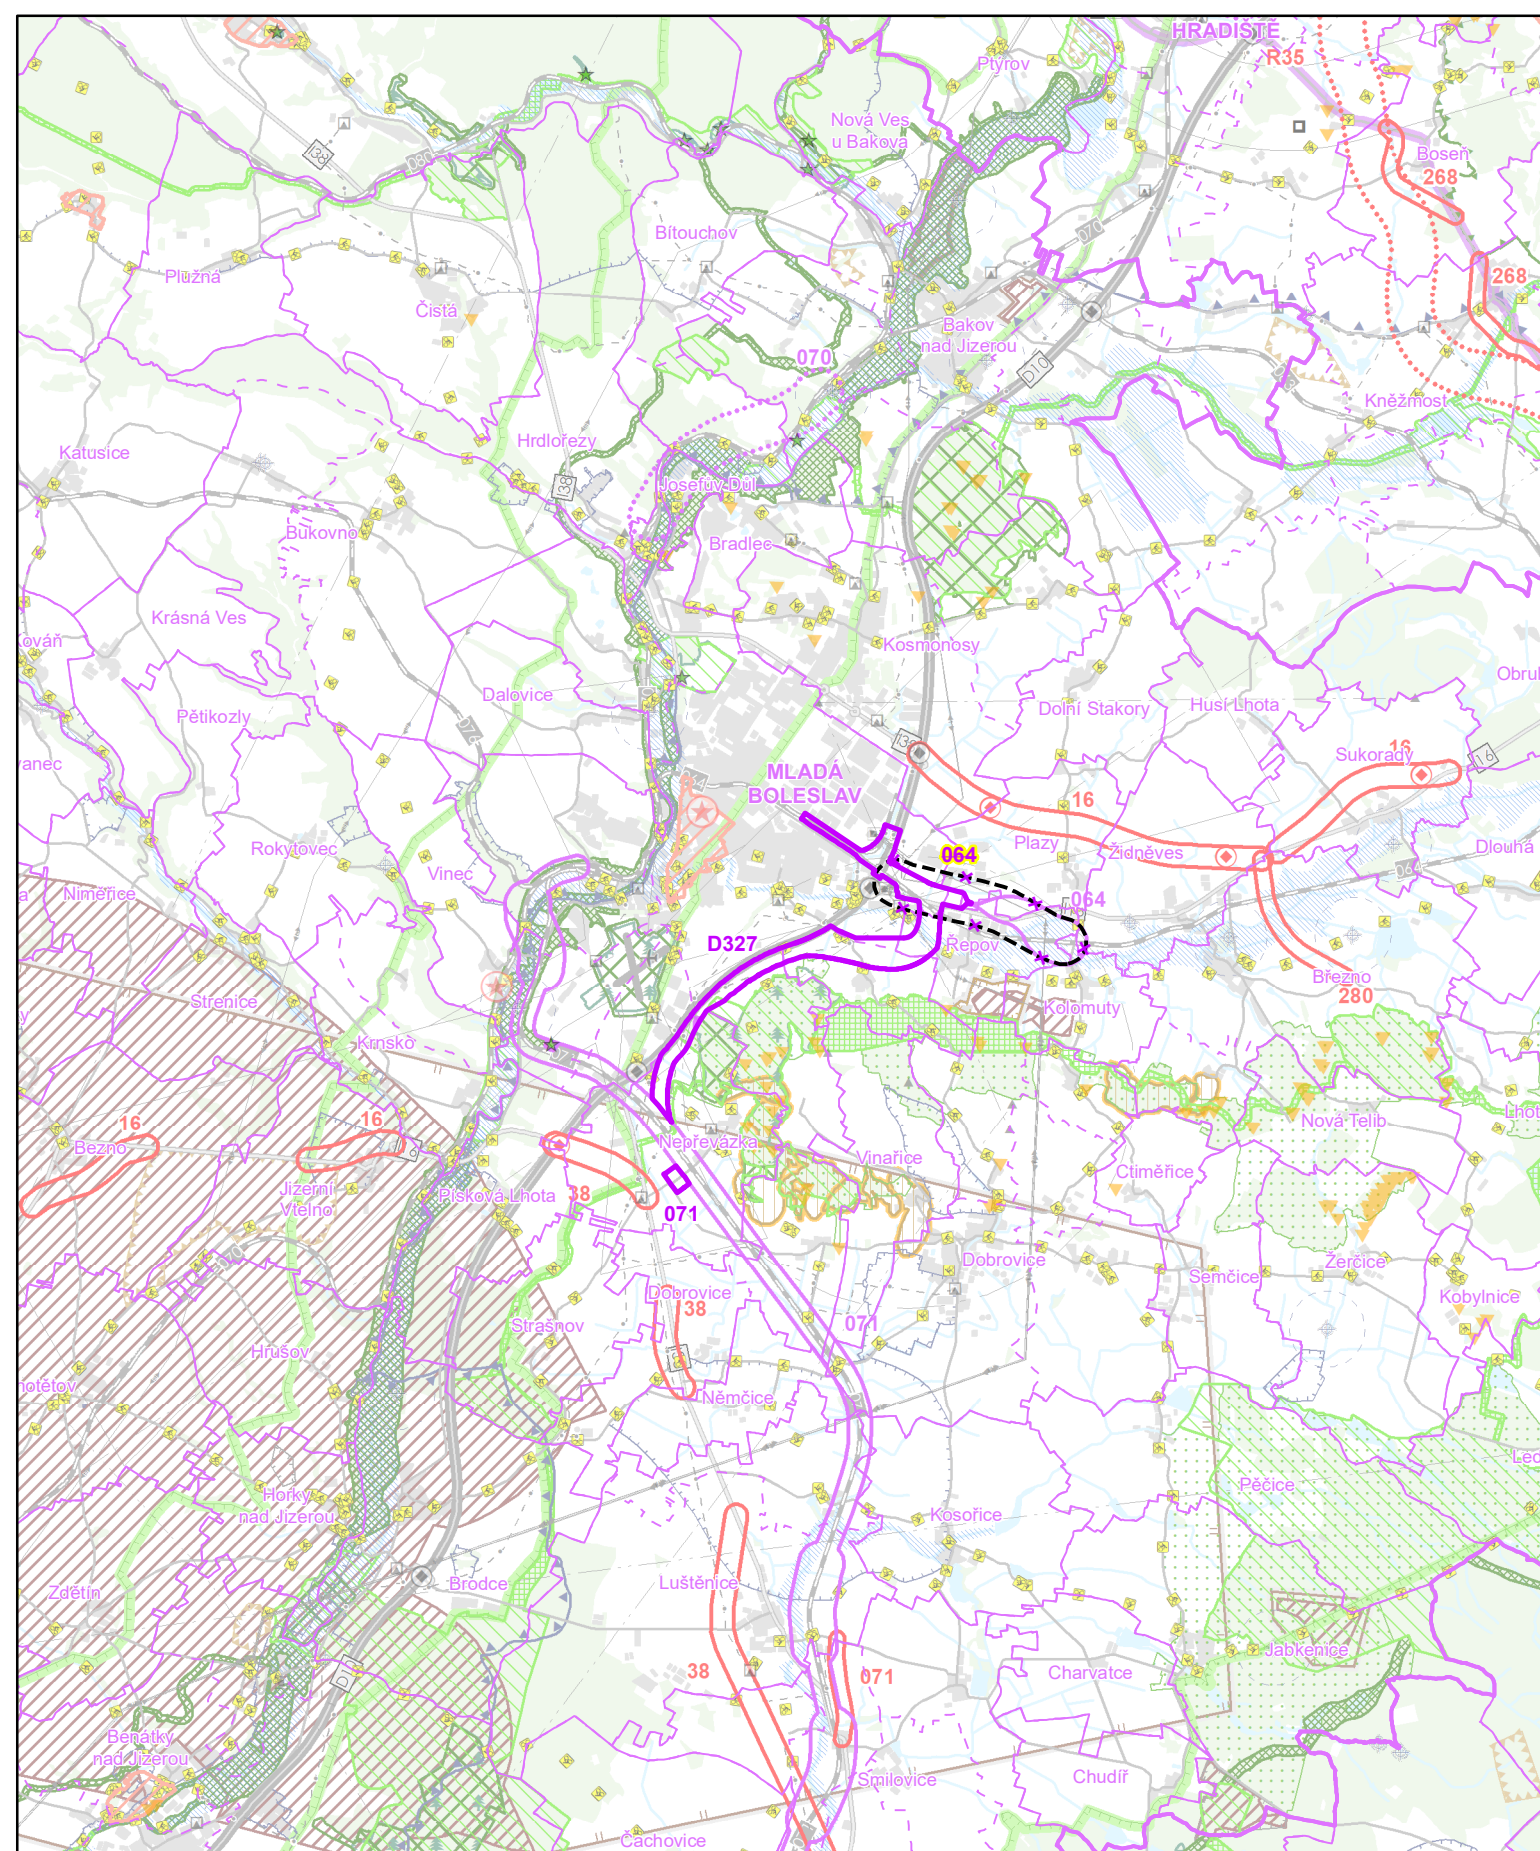 HRADIŠTĚ
R35
Ptýrov
Nová Ves
u Bakova
Boseň
268
Bítouchov
Plužná
Čistá
268
Bakov
nad Jizerou
070
D10
Kněžmost
Katusice
Hrdlořezy
Josefův Důl
Bukovno
Bradlec
Krásná Ves
Kosmonosy
Dalovice
Pětikozly
Dolní Stakory
Husí Lhota
Sukorady
16
16
MLADÁ
BOLESLAV
16
Plazy
Židněves
Rokytovec
Vinec
064
064
Niměřice
D327
Řepov
Březno
280
Strenice
Kolomuty
Krnsko
16
16
Bezno
Nepřevázka
Vinařice
Nová Telib
Ctiměřice
Jizerní
Vtelno
Písková Lhota
38
071
Dobrovice
Semčice
Žerčice
Kobylnice
Dobrovice
38
071
Strašnov
Hrušov
Němčice
Pěčice
Horky
nad Jizerou
Kosořice
Zdětín
Brodce
Luštěnice
Jabkenice
38
071
Charvatce
Benátky
nad Jizerou
Smilovice
Chudíř
Čachovice